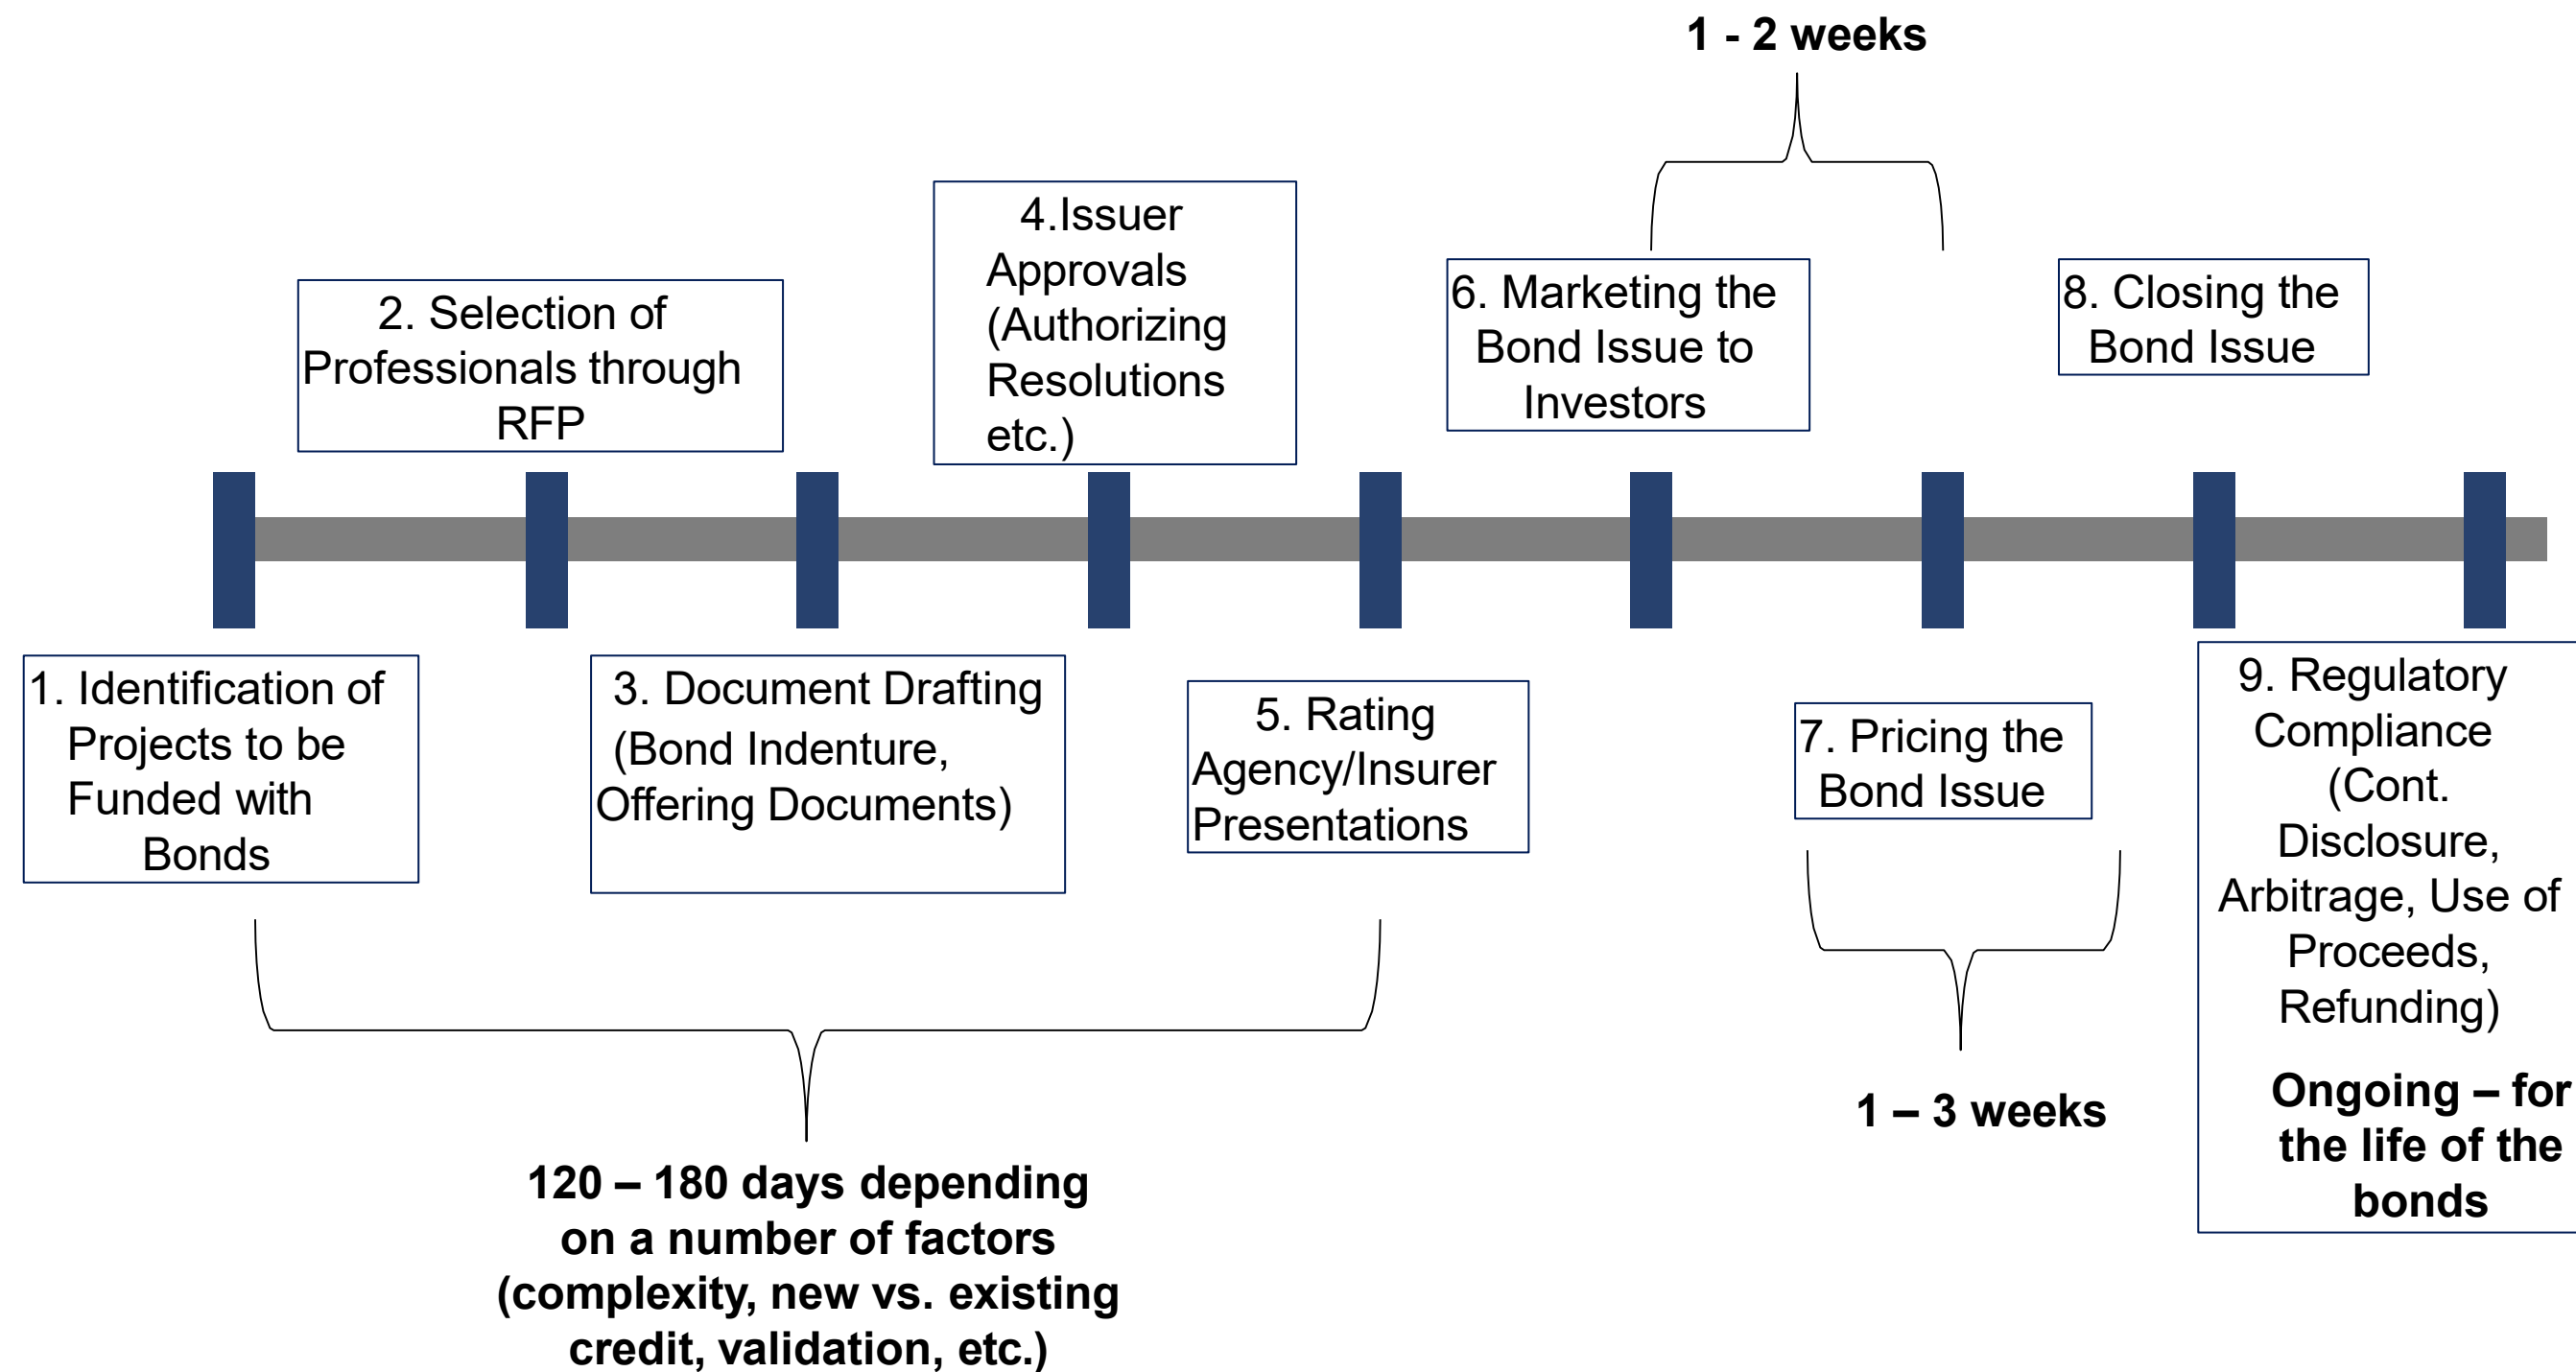 1 - 2 weeks
4.Issuer
Approvals
(Authorizing
Resolutions
etc.)
2. Selection of
Professionals through
RFP
6. Marketing the
Bond Issue to
Investors
8. Closing the
Bond Issue
1. Identification of
Projects to be
Funded with
Bonds
3. Document Drafting
(Bond Indenture,
Offering Documents)
5. Rating
Agency/Insurer
Presentations
7. Pricing the
Bond Issue
9. Regulatory
Compliance
(Cont.
Disclosure,
Arbitrage, Use of
Proceeds,
Refunding)
Ongoing – for
the life of the
bonds
1 – 3 weeks
120 – 180 days depending
on a number of factors
(complexity, new vs. existing
credit, validation, etc.)